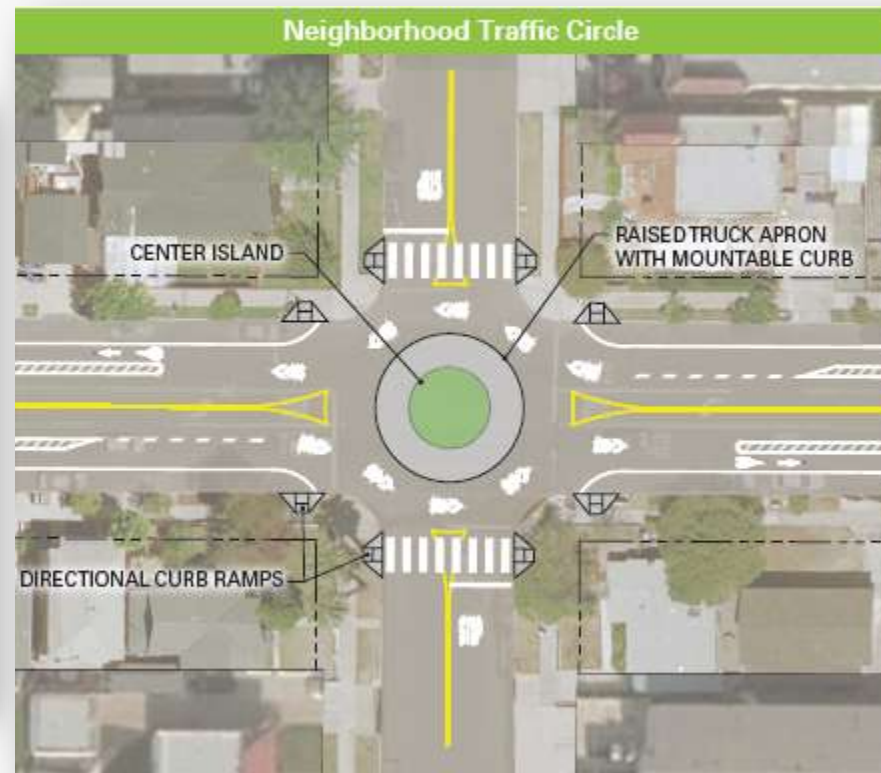 Neighborhood Traffic Circle
CENTER ISLAND
RAISED TRUCK APRON
WITH MOUNTABLE CURB
DIRECTIONAL CURB RAMPS